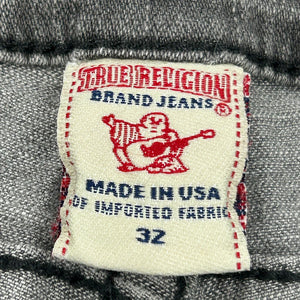 TRUE RELIGION
BRAND JEANS®
MADE IN USA
OF IMPORTED FABRIC
32